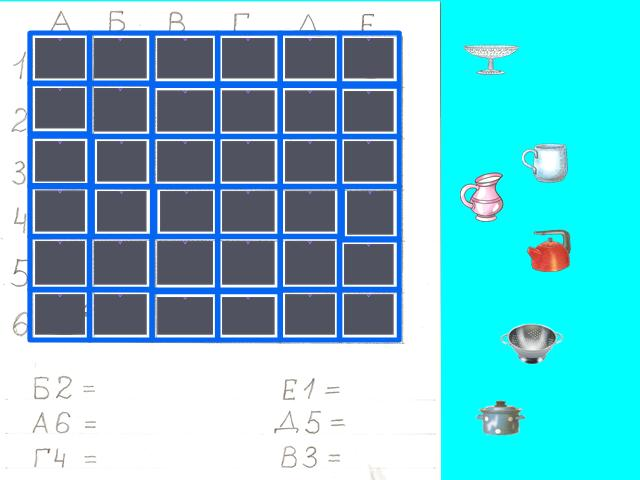 А Б В Г Д Е
1
2
3
4
5
6
Б2 = Е1 =
А6 = Д5 =
Г4 = В3 =